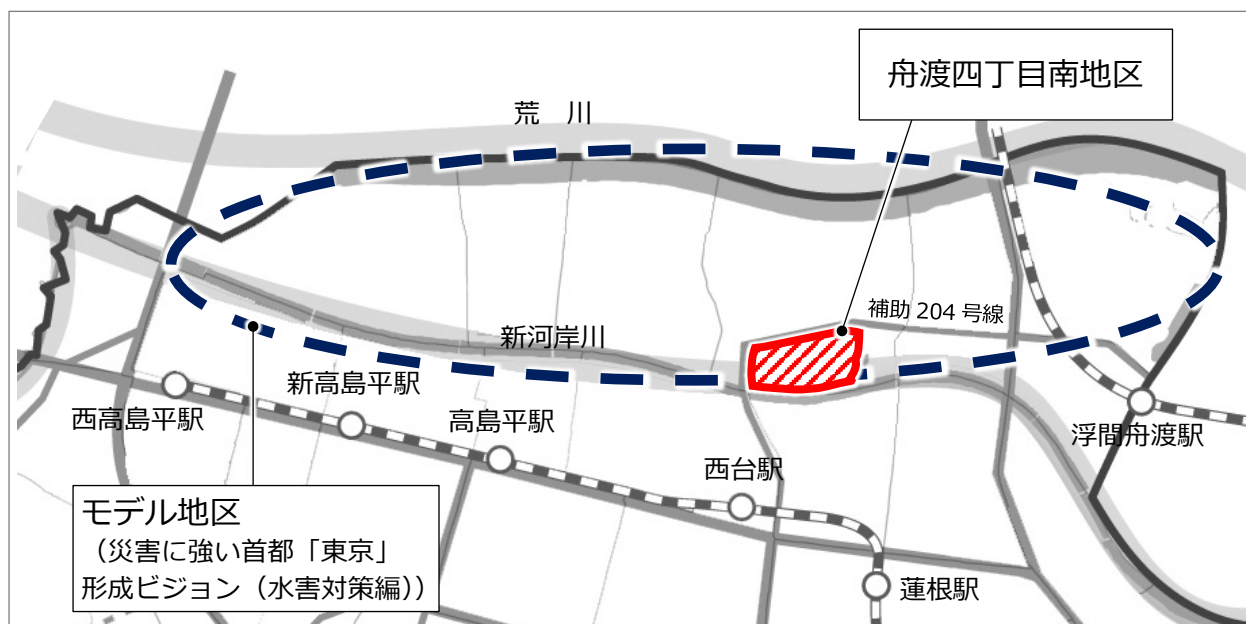 舟渡四丁目南地区
荒　川
補助 204 号線
新河岸川
新高島平駅
西高島平駅
高島平駅
浮間舟渡駅
西台駅
モデル地区
（災害に強い首都「東京」
形成ビジョン（水害対策編））
蓮根駅